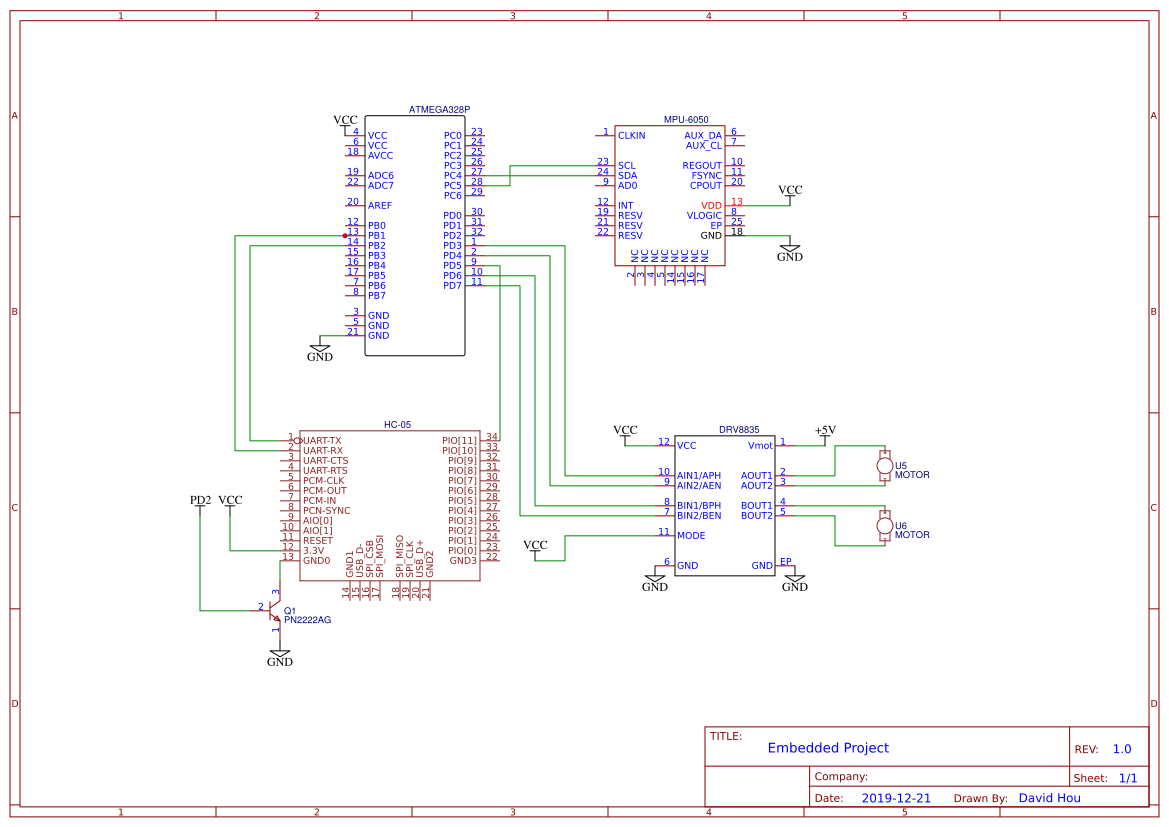 1 2 3 4 5
A A
B B
C C
D D
1 2 3 4 5
ATMEGA328P
VCC
4 VCC PC0 23
6 VCC PC1 24
18 AVCC PC2 25
PC3 26
19 ADC6 PC4 27
22 ADC7 PC5 28
PC6 29
20 AREF
PD0 30
12 PB0 PD1 31
13 PB1 PD2 32
14 PB2 PD3 1
15 PB3 PD4 2
16 PB4 PD5 9
17 PB5 PD6 10
7 PB6 PD7 11
8 PB7
3 GND
5 GND
21 GND
GND
MPU-6050
1 CLKIN AUX_DA 6
AUX_CL 7
23 SCL REGOUT 10
24 SDA FSYNC 11
9 AD0 CPOUT 20
VCC
12 INT VDD 13
19 RESV VLOGIC 8
21 RESV EP 25
22 RESV GND 18
GND
NC NC NC NC NC NC NC NC
2 3 4 5 14 15 16 17
HC-05
1 UART-TX PIO[11] 34
2 UART-RX PIO[10] 33
3 UART-CTS PIO[9] 32
4 UART-RTS PIO[8] 31
5 PCM-CLK PIO[7] 30
6 PCM-OUT PIO[6] 29
7 PCM-IN PIO[5] 28
8 PCN-SYNC PIO[4] 27
9 AIO[0] PIO[3] 26
10 AIO[1] PIO[2] 25
11 RESET PIO[1] 24
12 3.3V PIO[0] 23
13 GND0 GND3 22
GND1 USB_D- SPI_CSB SPI_MOSI SPI_MISO SPI_CLK USB_D+ GND2
14 15 16 17 18 19 20 21
PD2 VCC
3
2
1
Q1
PN2222AG
GND
DRV8835
VCC +5V
12 VCC Vmot 1
10 AIN1/APH AOUT1 2
9 AIN2/AEN AOUT2 3
8 BIN1/BPH BOUT1 4
7 BIN2/BEN BOUT2 5
11 MODE
6 GND GND EP
VCC
GND GND
U5
MOTOR
U6
MOTOR
TITLE:
Embedded Project
REV: 1.0
Company:
Sheet: 1/1
Date: 2019-12-21 Drawn By: David Hou